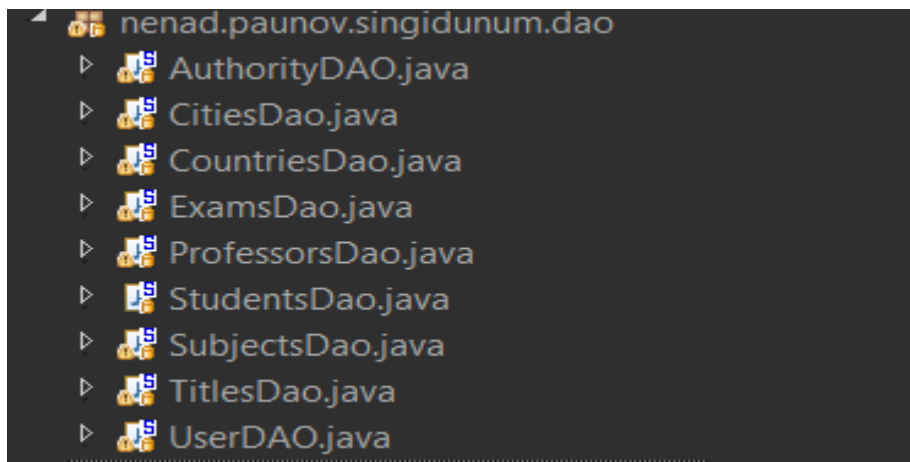 nenad.paunov.singidunum.dao
AuthorityDAO.java
CitiesDao.java
CountriesDao.java
ExamsDao.java
ProfessorsDao.java
StudentsDao.java
SubjectsDao.java
TitlesDao.java
UserDAO.java